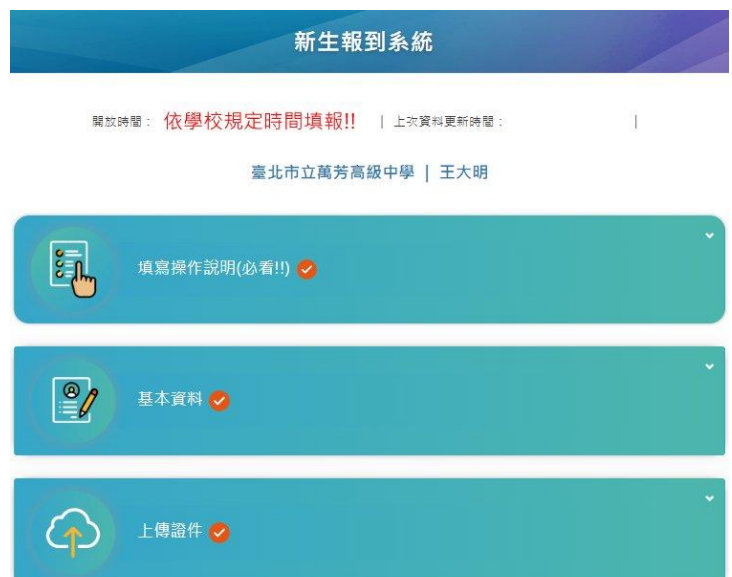 新生報到系統
開放時間： 依學校規定時間填報!! | 上次資料更新時間： |
臺北市立萬芳高級中學 | 王大明
填寫操作說明(必看!!)
基本資料
上傳證件